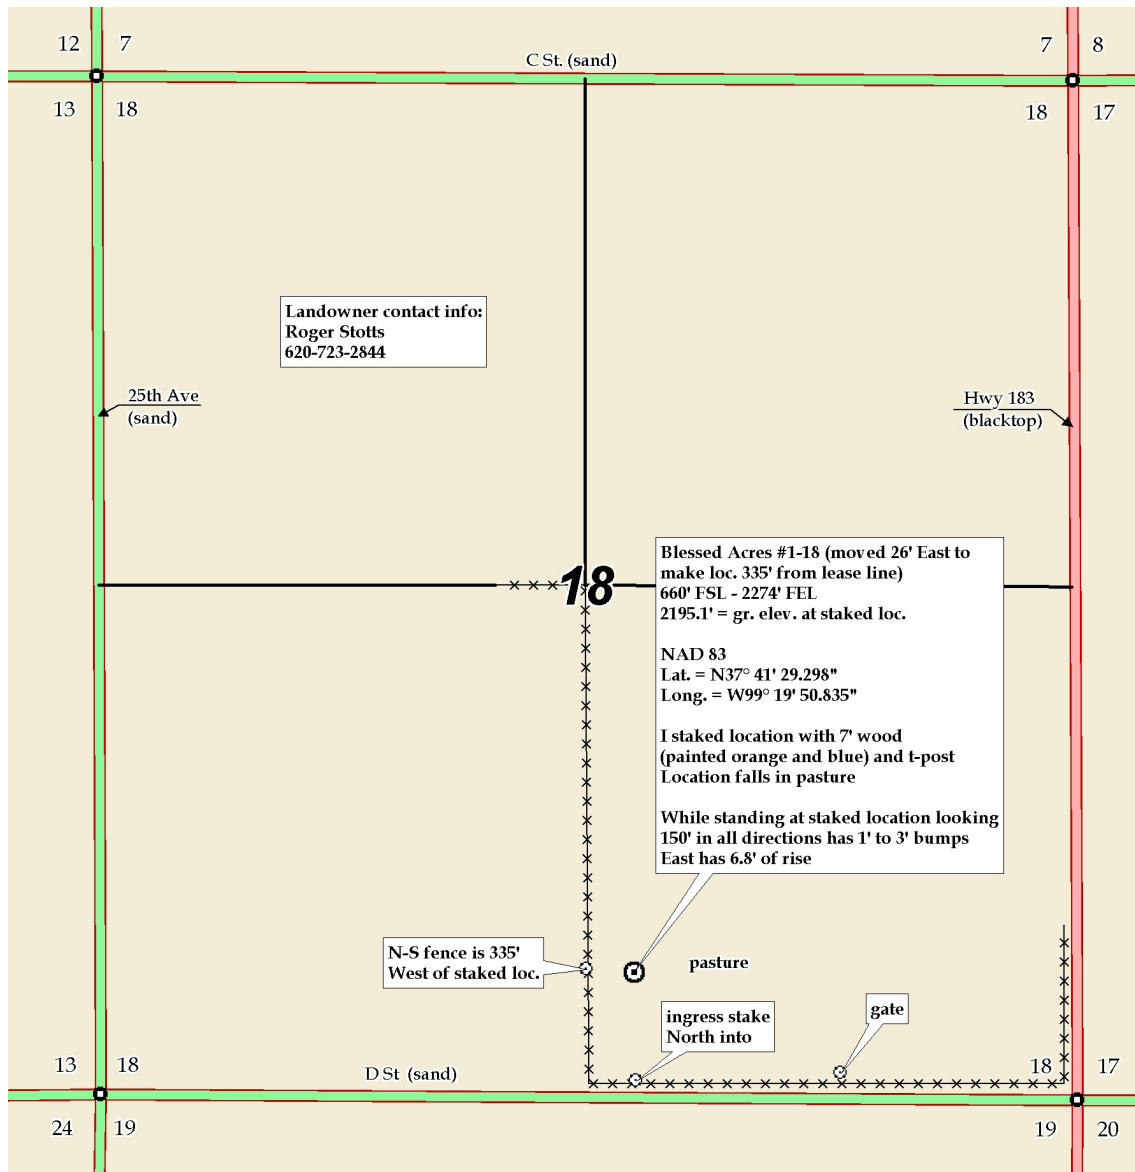 12 7
7 8
C St. (sand)
13 18
18 17
Landowner contact info:
Roger Stotts
620-723-2844
25th Ave
(sand)
Hwy 183
(blacktop)
18
Blessed Acres #1-18 (moved 26' East to
make loc. 335' from lease line)
660' FSL - 2274' FEL
2195.1' = gr. elev. at staked loc.
NAD 83
Lat. = N37° 41' 29.298"
Long. = W99° 19' 50.835"
I staked location with 7' wood
(painted orange and blue) and t-post
Location falls in pasture
While standing at staked location looking
150' in all directions has 1' to 3' bumps
East has 6.8' of rise
N-S fence is 335'
West of staked loc.
pasture
ingress stake
North into
gate
13 18
D St (sand)
18 17
24 19
19 20